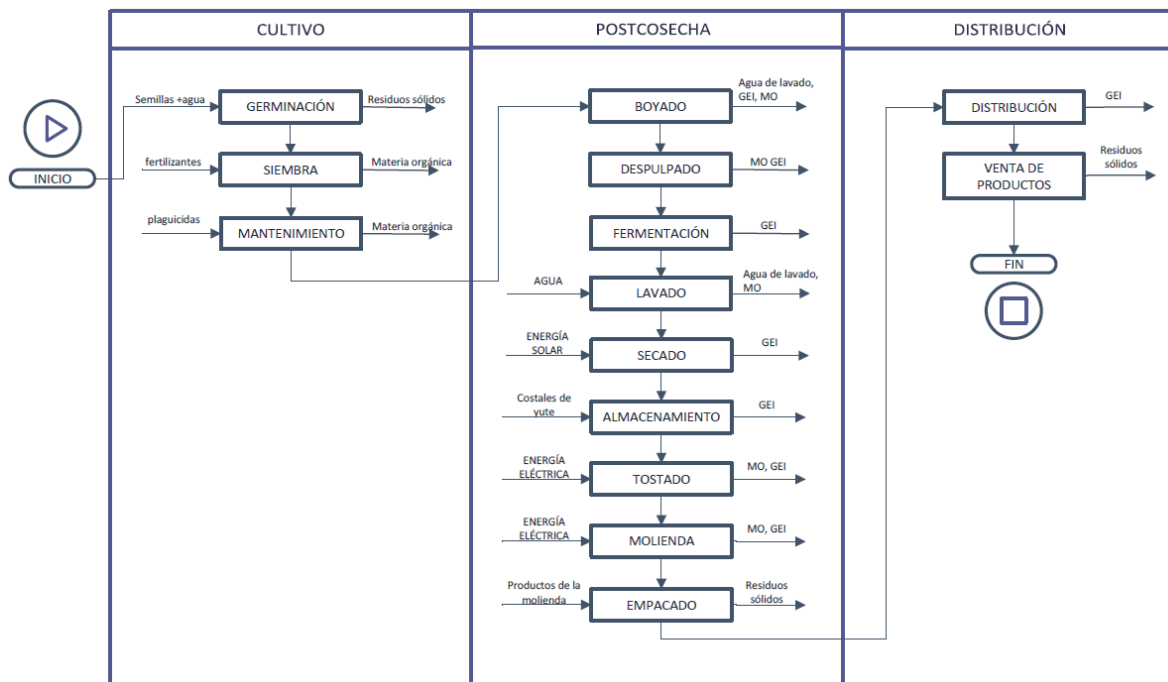 CULTIVO
POSTCOSECHA
DISTRIBUCIÓN
INICIO
Semillas +agua
GERMINACIÓN
Residuos sólidos
fertilizantes
SIEMBRA
Materia orgánica
plaguicidas
MANTENIMIENTO
Materia orgánica
BOYADO
Agua de lavado,
GEI, MO
DESPULPADO
MO GEI
FERMENTACIÓN
GEI
AGUA
LAVADO
Agua de lavado,
MO
ENERGÍA
SOLAR
SECADO
GEI
Costales de
yute
ALMACENAMIENTO
GEI
ENERGÍA
ELÉCTRICA
TOSTADO
MO, GEI
ENERGÍA
ELÉCTRICA
MOLIENDA
MO, GEI
Productos de la
molienda
EMPACADO
Residuos
sólidos
DISTRIBUCIÓN
GEI
VENTA DE
PRODUCTOS
Residuos
sólidos
FIN